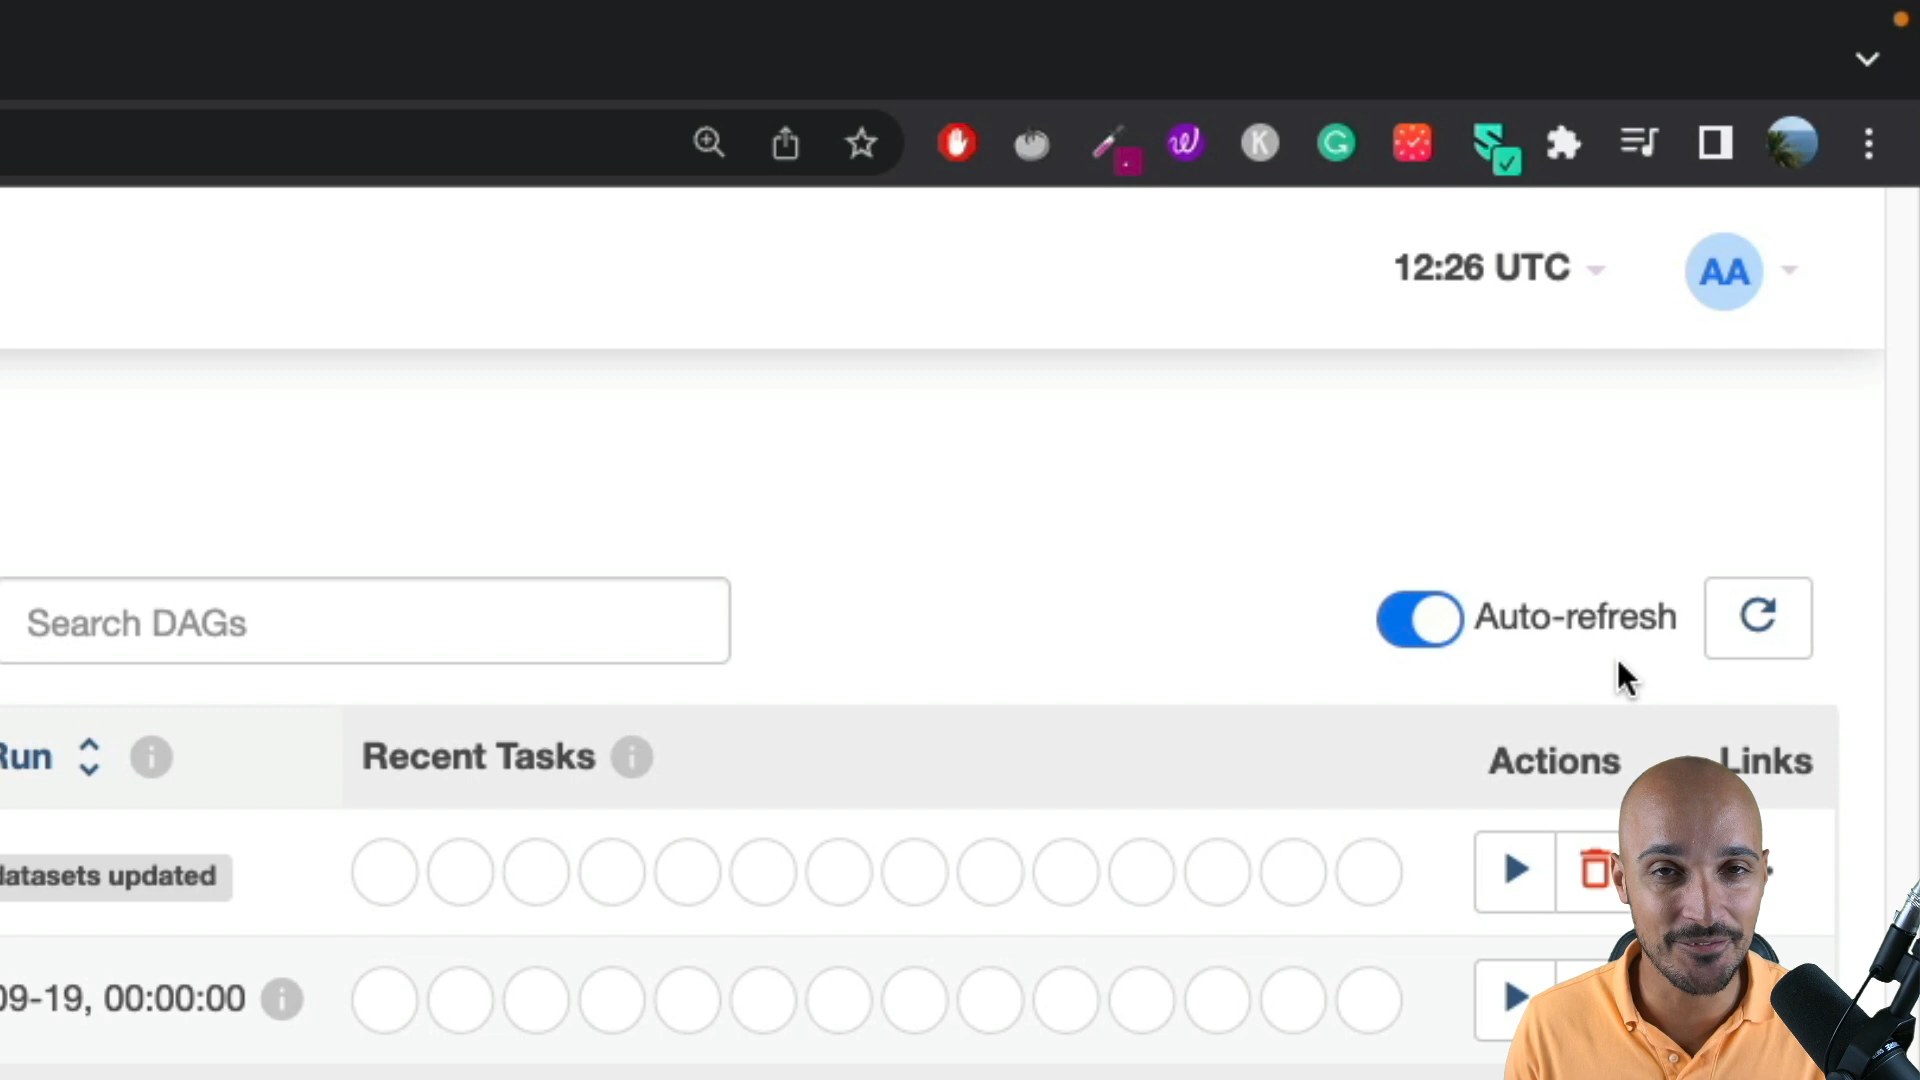 12:26 UTC
AA
Search DAGs
Auto-refresh
Run
Recent Tasks
Actions
Links
datasets updated
09-19, 00:00:00